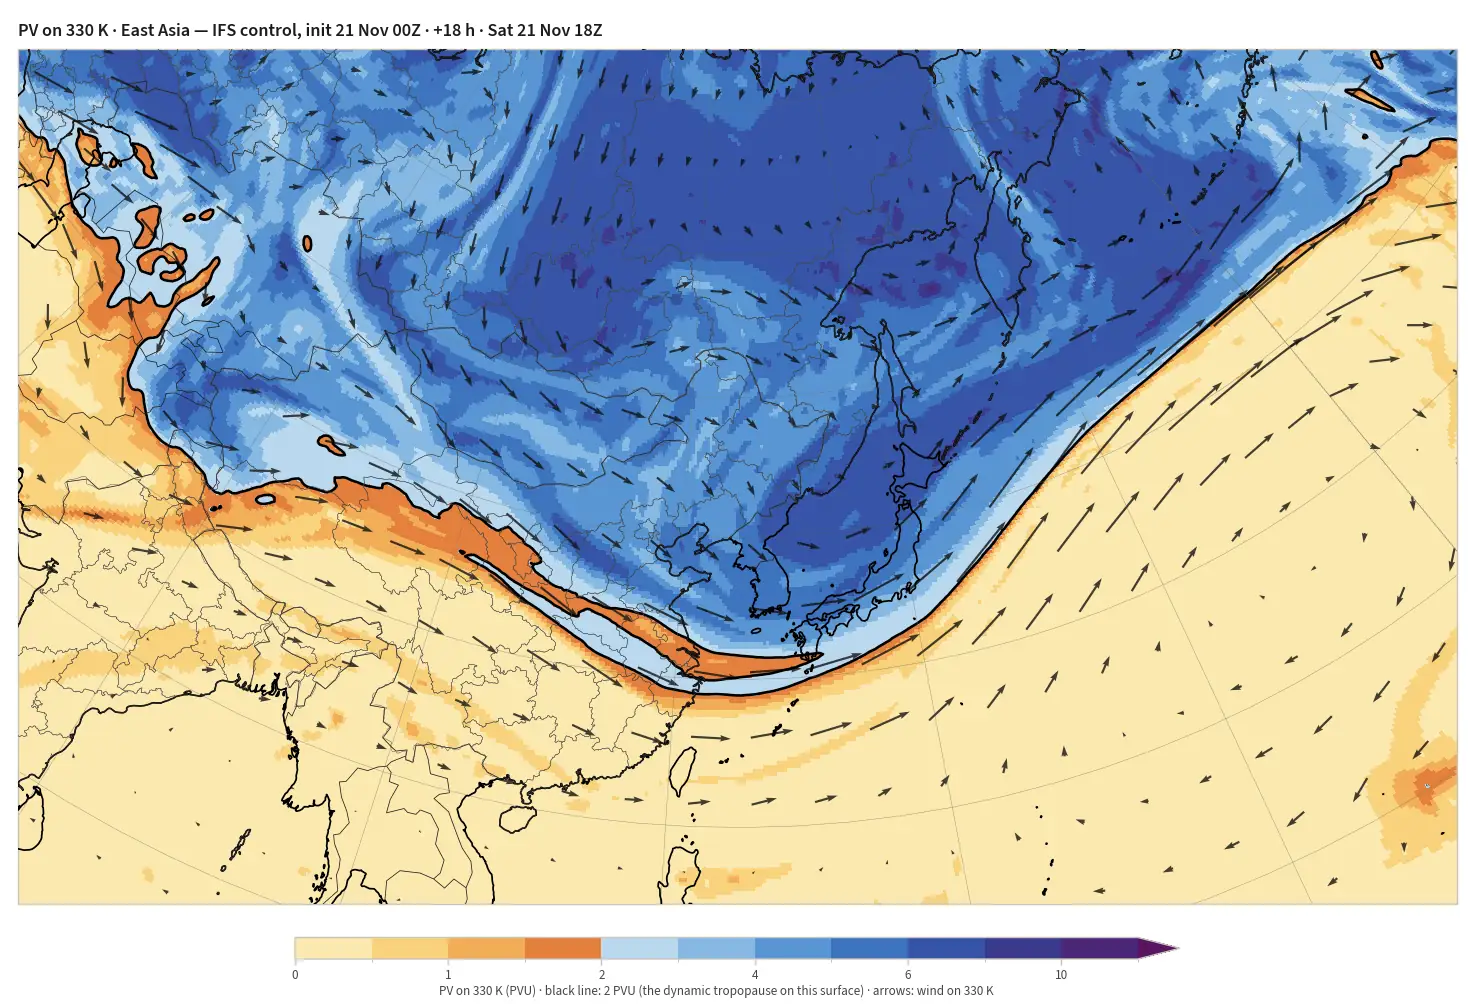 PV on 330 K · East Asia — IFS control, init 21 Nov 00Z · +18 h · Sat 21 Nov 18Z
0 1 2 4 6 10
PV on 330 K (PVU) · black line: 2 PVU (the dynamic tropopause on this surface) · arrows: wind on 330 K